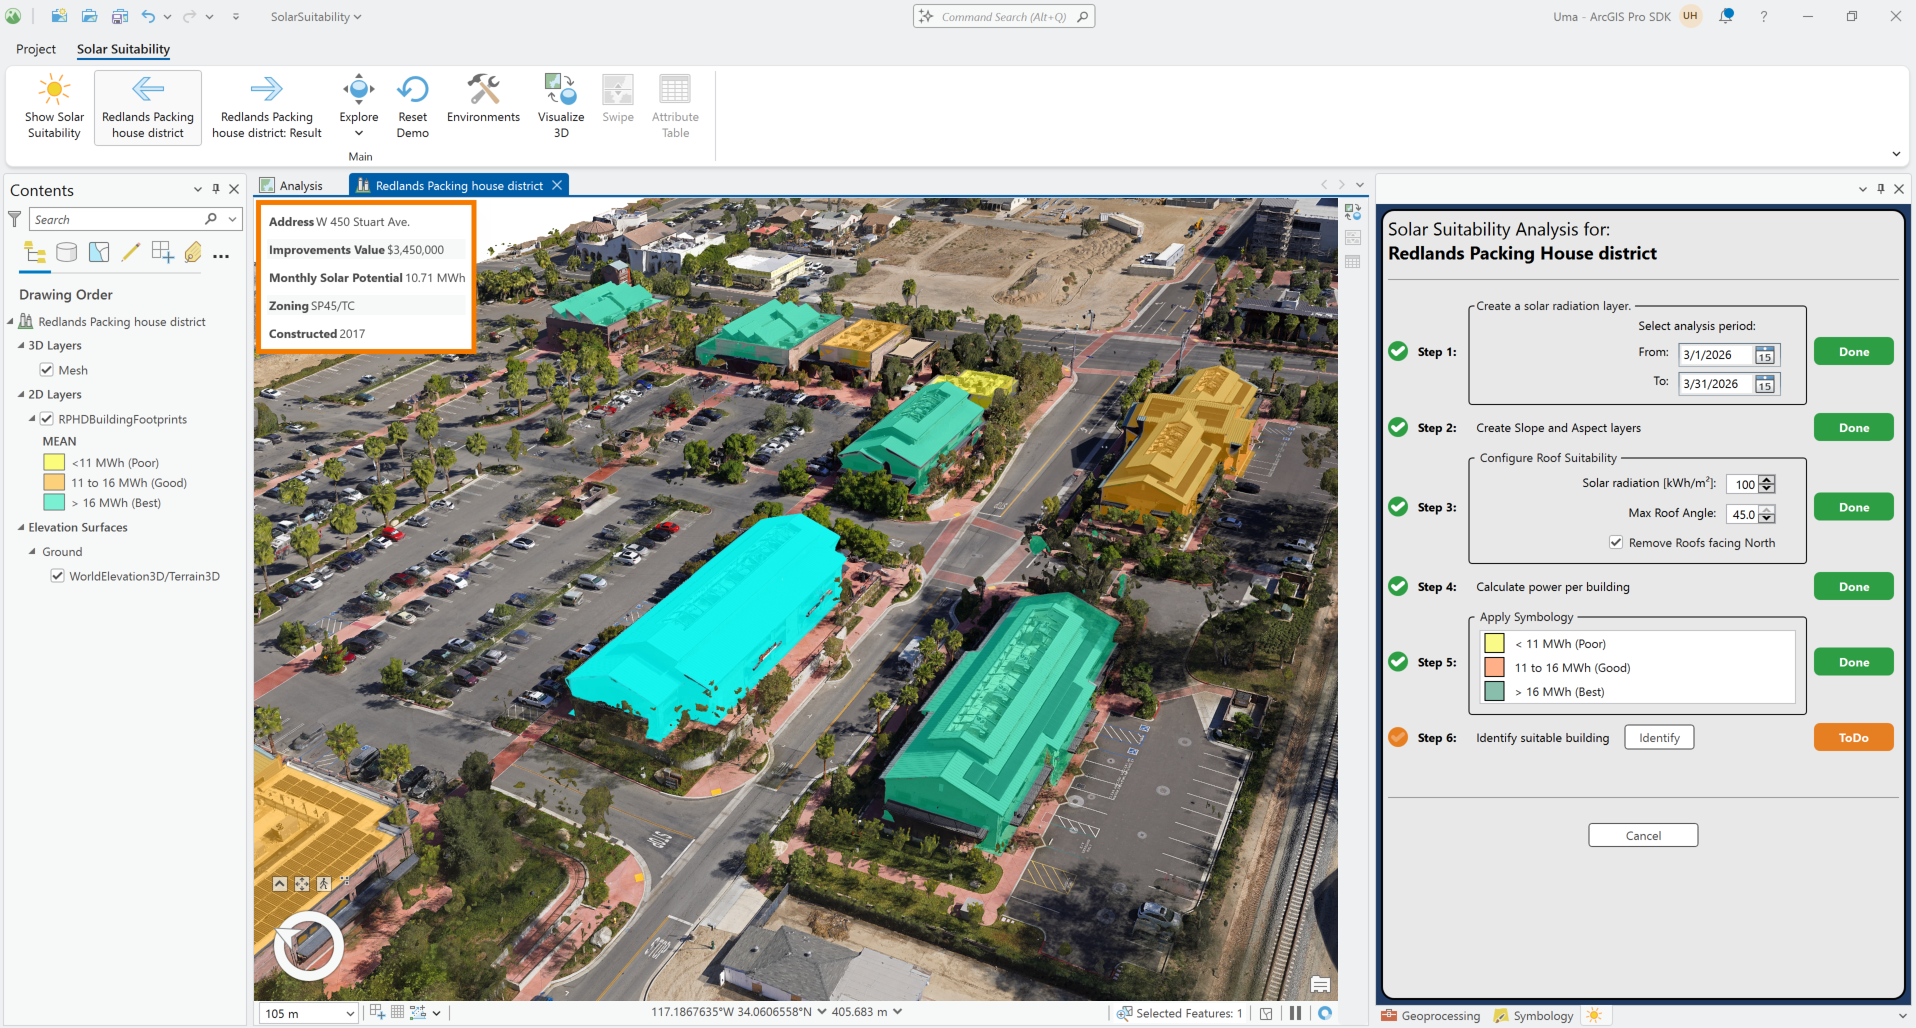 SolarSuitability
Command Search (Alt+Q)
Uma - ArcGIS Pro SDK
UH
?
Project
Solar Suitability
Show Solar
Suitability
Redlands Packing
house district
Redlands Packing
house district: Result
Explore
Reset
Demo
Environments
Visualize
3D
Swipe
Attribute
Table
Main
Contents
Search
Drawing Order
Redlands Packing house district
3D Layers
Mesh
2D Layers
RPHDBuildingFootprints
MEAN
<11 MWh (Poor)
11 to 16 MWh (Good)
> 16 MWh (Best)
Elevation Surfaces
Ground
WorldElevation3D/Terrain3D
Analysis
Redlands Packing house district
Address W 450 Stuart Ave.
Improvements Value $3,450,000
Monthly Solar Potential 10.71 MWh
Zoning SP45/TC
Constructed 2017
STOP
105 m
117.1867635°W 34.0606558°N
405.683 m
Selected Features: 1
Solar Suitability Analysis for:
Redlands Packing House district
Step 1:
Create a solar radiation layer.
Select analysis period:
From: 3/1/2026 15
To: 3/31/2026 15
Done
Step 2: Create Slope and Aspect layers Done
Step 3:
Configure Roof Suitability
Solar radiation [kWh/m²]: 100
Max Roof Angle: 45.0
Remove Roofs facing North
Done
Step 4: Calculate power per building Done
Step 5:
Apply Symbology
< 11 MWh (Poor)
11 to 16 MWh (Good)
> 16 MWh (Best)
Done
Step 6: Identify suitable building Identify ToDo
Cancel
Geoprocessing
Symbology